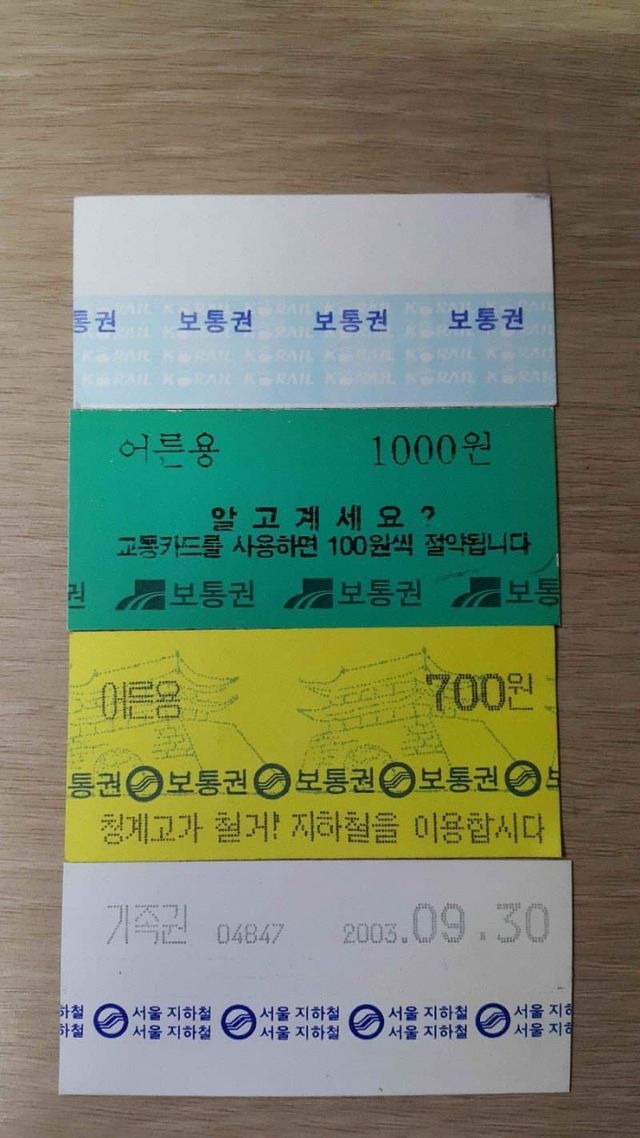 통권 보통권 보통권 보통권
KORAIL KORAIL KORAIL KORAIL KORAIL
KORAIL KORAIL KORAIL KORAIL KORAIL
KORAIL KORAIL KORAIL KORAIL KORAIL
KORAIL KORAIL KORAIL KORAIL KORAIL
어른용 1000원
알고계세요?
교통카드를 사용하면 100원씩 절약됩니다
권 보통권 보통권 보통
어른용 700원
통권 보통권 보통권 보통권
청계고가 철거! 지하철을 이용합시다
가족권 04847 2003.09.30
하철 서울 지하철 서울 지하철 서울 지하철 서울 지하
하철 서울 지하철 서울 지하철 서울 지하철 서울 지하